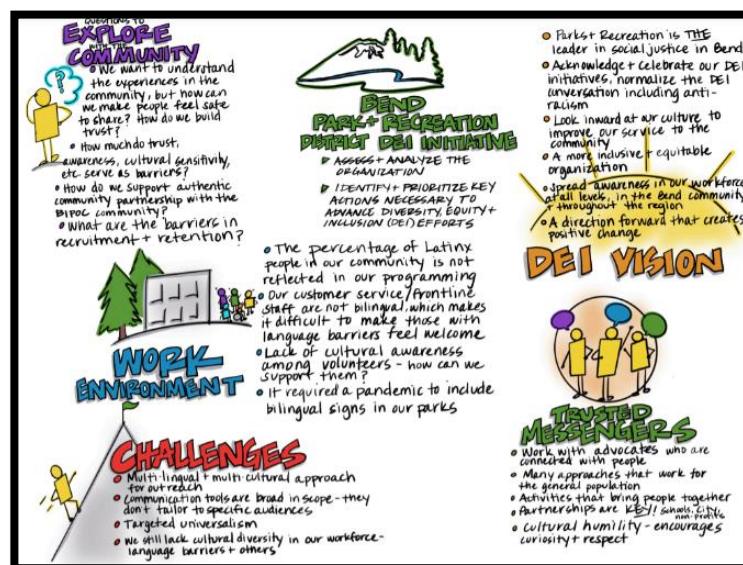 QUESTIONS TO
EXPLORE
WITH THE
COMMUNITY
?
• We want to understand
the experiences in the
community, but how can
we make people feel safe
to share? How do we build
trust?
• How much do trust,
awareness, cultural sensitivity,
etc. serve as barriers?
• How do we support authentic
community partnership with the
BIPOC community?
• What are the barriers in
recruitment + retention?
BEND
PARK + RECREATION
DISTRICT DEI INITIATIVE
ASSESS + ANALYZE THE
ORGANIZATION
IDENTIFY + PRIORITIZE KEY
ACTIONS NECESSARY TO
ADVANCE DIVERSITY, EQUITY +
INCLUSION (DEI) EFFORTS
• Parks + Recreation is THE
leader in social justice in Bend
• Acknowledge + celebrate our DEI
initiatives, normalize the DEI
conversation including anti-
racism
• Look inward at our culture to
improve our service to the
community
• A more inclusive + equitable
organization
• Spread awareness in our workforce
at all levels, in the Bend community
+ throughout the region
• A direction forward that creates
positive change
DEI VISION
WORK
ENVIRONMENT
• The percentage of Latinx
people in our community is not
reflected in our programming
• Our customer service/frontline
staff are not bilingual, which makes
it difficult to make those with
language barriers feel welcome
• Lack of cultural awareness
among volunteers - how can we
support them?
• It required a pandemic to include
bilingual signs in our parks
CHALLENGES
• Multi-lingual + multi-cultural approach
for outreach
• Communication tools are broad in scope - they
don't tailor to specific audiences
• Targeted universalism
• We still lack cultural diversity in our workforce -
language barriers + others
TRUSTED
MESSENGERS
• Work with advocates who are
connected with people
• Many approaches that work for
the general population
• Activities that bring people together
• Partnerships are KEY! schools, city,
non-profits
• Cultural humility - encourages
curiosity + respect